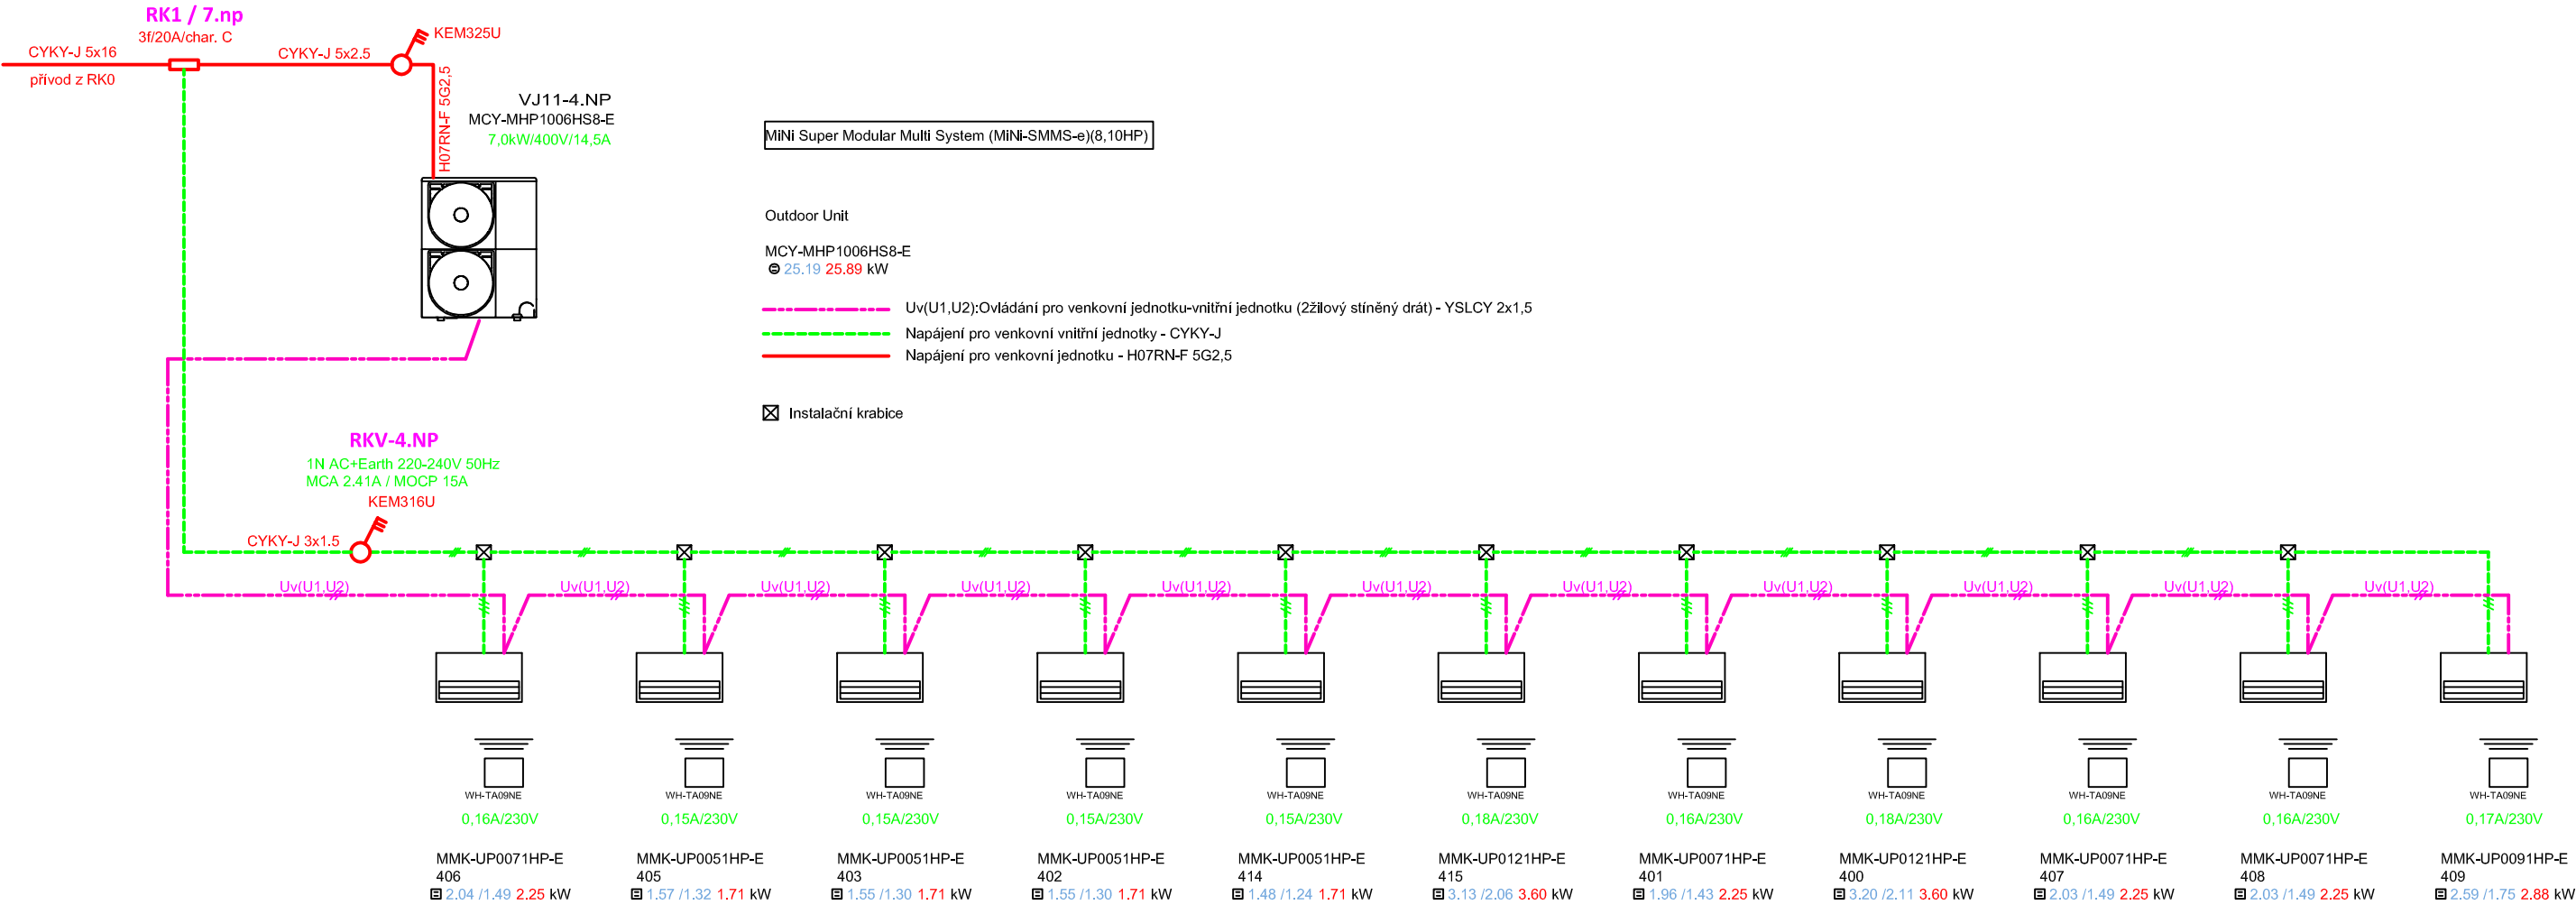 RK1 / 7.np
3f/20A/char. C
CYKY-J 5x16
přívod z RK0
CYKY-J 5x2.5
KEM325U
H07RN-F 5G2,5
VJ11-4.NP
MCY-MHP1006HS8-E
7,0kW/400V/14,5A
MiNi Super Modular Multi System (MiNi-SMMS-e)(8,10HP)
Outdoor Unit
MCY-MHP1006HS8-E
25.19 25.89 kW
Uv(U1,U2):Ovládání pro venkovní jednotku-vnitřní jednotku (2žilový stíněný drát) - YSLCY 2x1,5
Napájení pro venkovní vnitřní jednotky - CYKY-J
Napájení pro venkovní jednotku - H07RN-F 5G2,5
Instalační krabice
RKV-4.NP
1N AC+Earth 220-240V 50Hz
MCA 2.41A / MOCP 15A
KEM316U
CYKY-J 3x1.5
Uv(U1,U2) Uv(U1,U2) Uv(U1,U2) Uv(U1,U2) Uv(U1,U2) Uv(U1,U2) Uv(U1,U2) Uv(U1,U2) Uv(U1,U2) Uv(U1,U2) Uv(U1,U2)
WH-TA09NE WH-TA09NE WH-TA09NE WH-TA09NE WH-TA09NE WH-TA09NE WH-TA09NE WH-TA09NE WH-TA09NE WH-TA09NE WH-TA09NE
0,16A/230V 0,15A/230V 0,15A/230V 0,15A/230V 0,15A/230V 0,18A/230V 0,16A/230V 0,18A/230V 0,16A/230V 0,16A/230V 0,17A/230V
MMK-UP0071HP-E MMK-UP0051HP-E MMK-UP0051HP-E MMK-UP0051HP-E MMK-UP0051HP-E MMK-UP0121HP-E MMK-UP0071HP-E MMK-UP0121HP-E MMK-UP0071HP-E MMK-UP0071HP-E MMK-UP0091HP-E
406 405 403 402 414 415 401 400 407 408 409
2.04 /1.49 2.25 kW 1.57 /1.32 1.71 kW 1.55 /1.30 1.71 kW 1.55 /1.30 1.71 kW 1.48 /1.24 1.71 kW 3.13 /2.06 3.60 kW 1.96 /1.43 2.25 kW 3.20 /2.11 3.60 kW 2.03 /1.49 2.25 kW 2.03 /1.49 2.25 kW 2.59 /1.75 2.88 kW